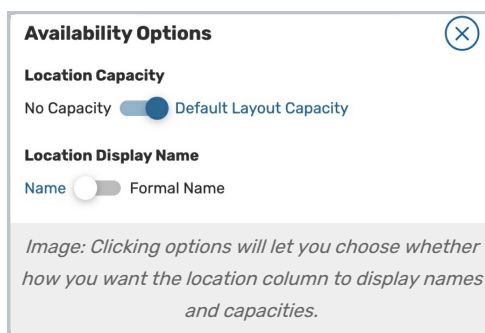 Availability Options
Location Capacity
No Capacity Default Layout Capacity
Location Display Name
Name Formal Name
Image: Clicking options will let you choose whether
how you want the location column to display names
and capacities.